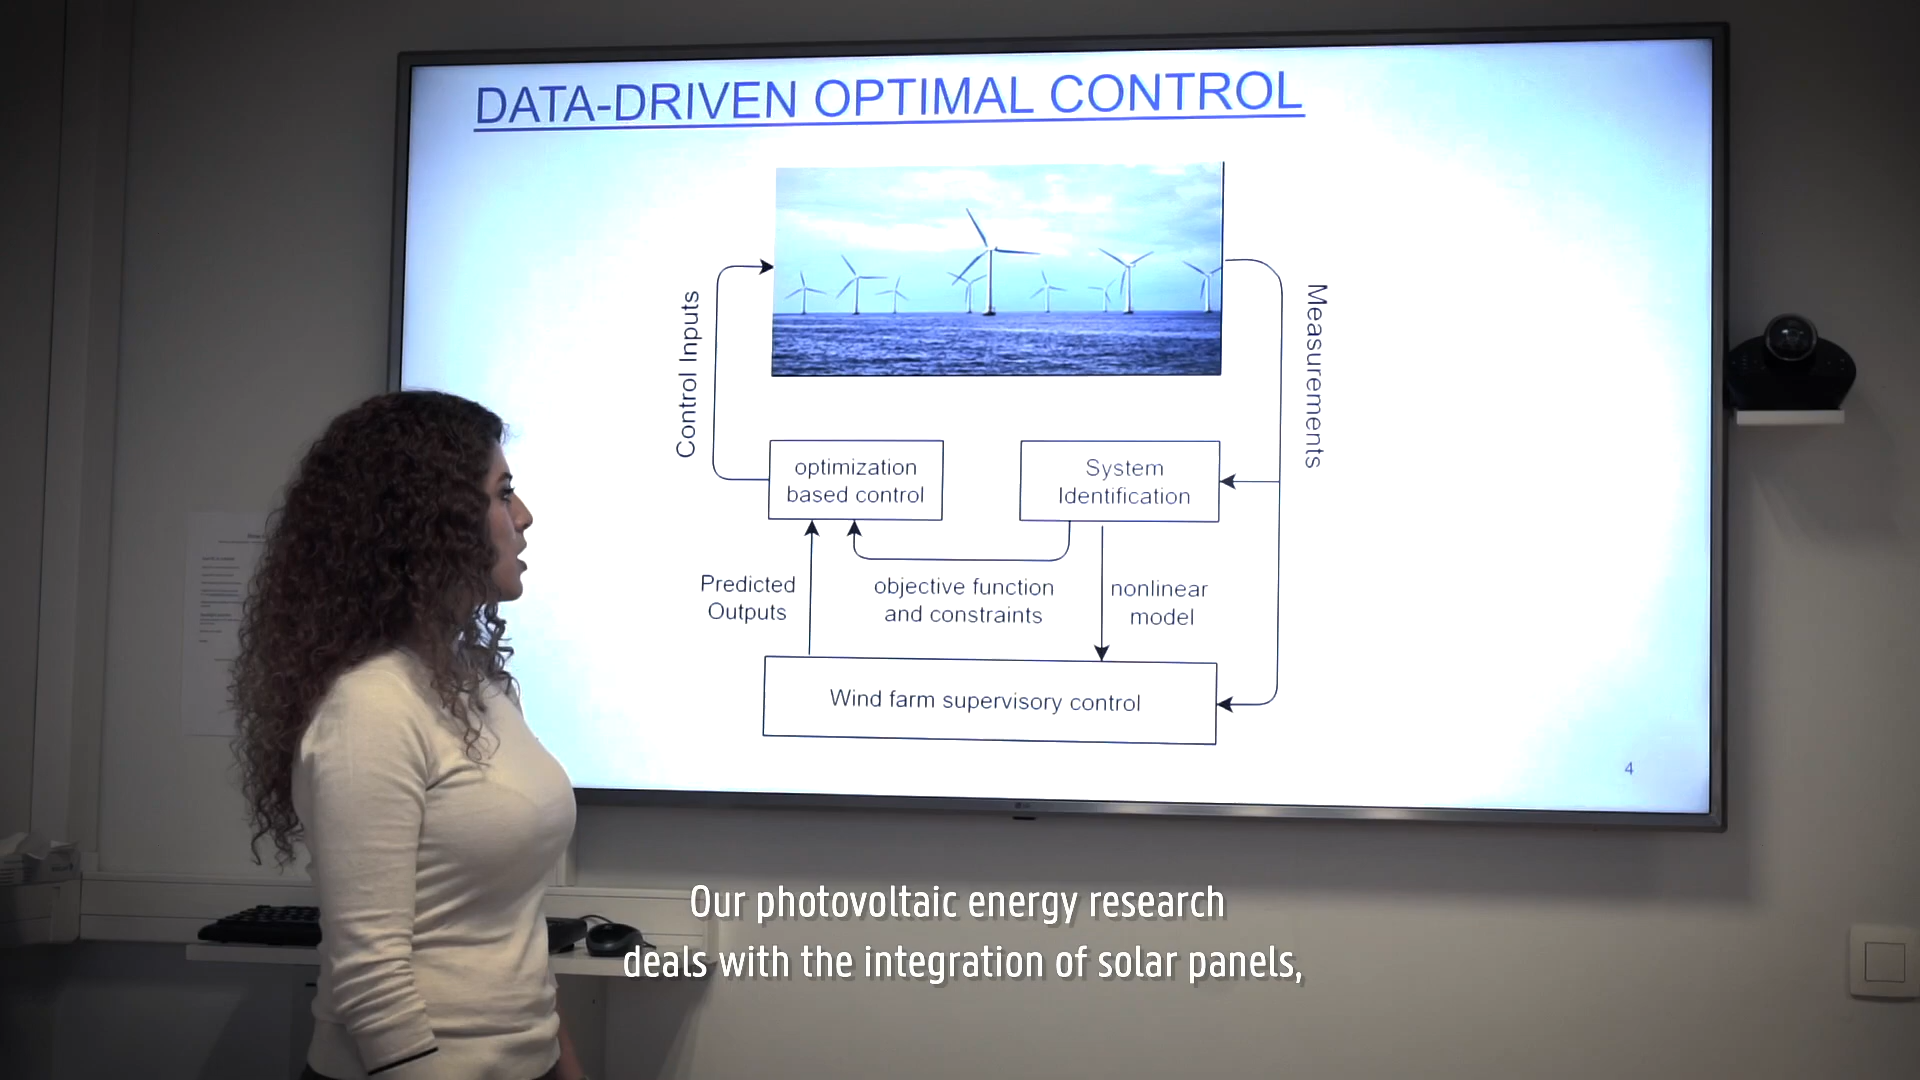 DATA-DRIVEN OPTIMAL CONTROL
Control Inputs
Measurements
optimization
based control
System
Identification
Predicted
Outputs
objective function
and constraints
nonlinear
model
Wind farm supervisory control
4
LG
Our photovoltaic energy research
deals with the integration of solar panels,